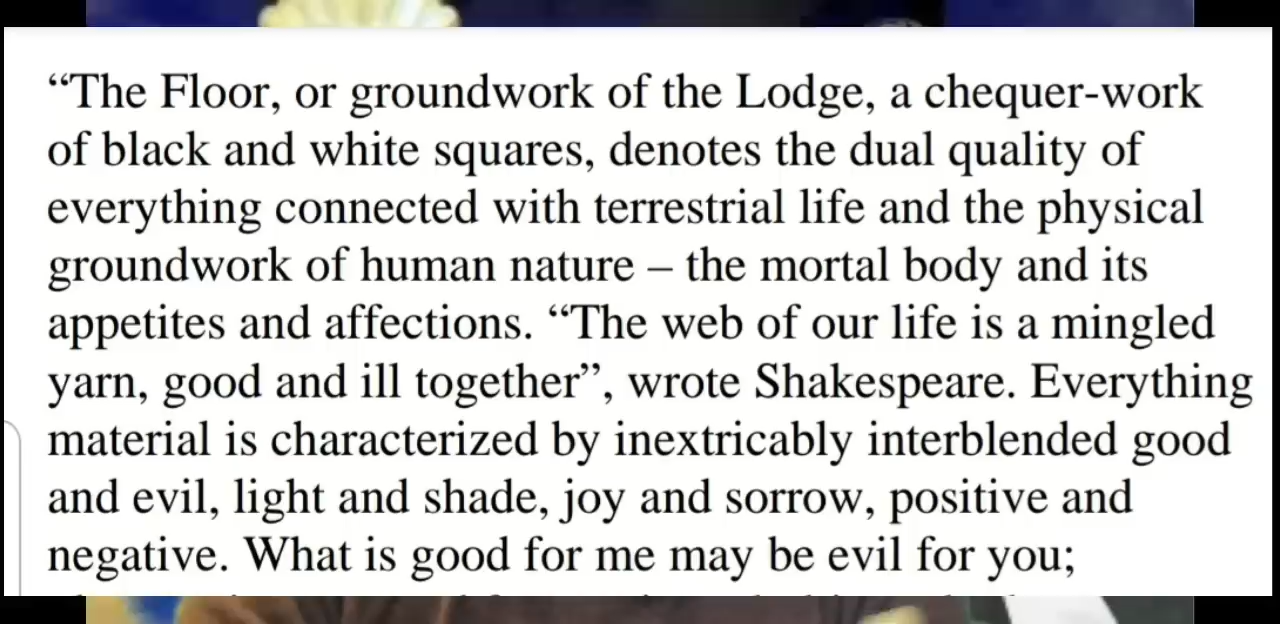 “The Floor, or groundwork of the Lodge, a chequer-work
of black and white squares, denotes the dual quality of
everything connected with terrestrial life and the physical
groundwork of human nature – the mortal body and its
appetites and affections. “The web of our life is a mingled
yarn, good and ill together”, wrote Shakespeare. Everything
material is characterized by inextricably interblended good
and evil, light and shade, joy and sorrow, positive and
negative. What is good for me may be evil for you;